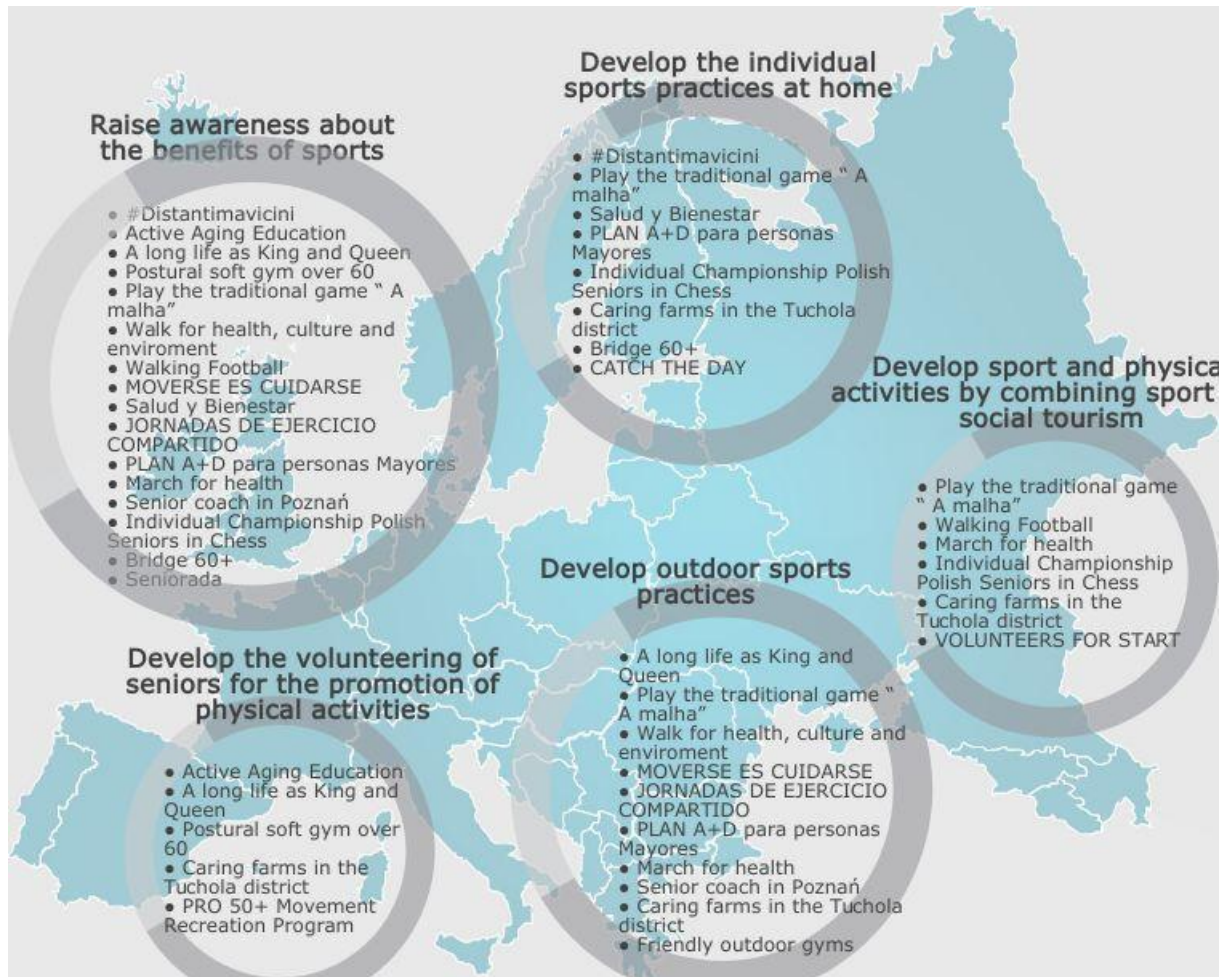 Raise awareness about
the benefits of sports
● #Distantimavicini
● Active Aging Education
● A long life as King and Queen
● Postural soft gym over 60
● Play the traditional game “ A
malha”
● Walk for health, culture and
enviroment
● Walking Football
● MOVERSE ES CUIDARSE
● Salud y Bienestar
● JORNADAS DE EJERCICIO
COMPARTIDO
● PLAN A+D para personas Mayores
● March for health
● Senior coach in Poznań
● Individual Championship Polish
Seniors in Chess
● Bridge 60+
● Seniorada
Develop the individual
sports practices at home
● #Distantimavicini
● Play the traditional game “ A
malha”
● Salud y Bienestar
● PLAN A+D para personas
Mayores
● Individual Championship Polish
Seniors in Chess
● Caring farms in the Tuchola
district
● Bridge 60+
● CATCH THE DAY
Develop sport and physica
activities by combining sport
social tourism
● Play the traditional game
“ A malha”
● Walking Football
● March for health
● Individual Championship
Polish Seniors in Chess
● Caring farms in the
Tuchola district
● VOLUNTEERS FOR START
Develop the volunteering of
seniors for the promotion of
physical activities
● Active Aging Education
● A long life as King and
Queen
● Postural soft gym over
60
● Caring farms in the
Tuchola district
● PRO 50+ Movement
Recreation Program
Develop outdoor sports
practices
● A long life as King and
Queen
● Play the traditional game “
A malha”
● Walk for health, culture and
enviroment
● MOVERSE ES CUIDARSE
● JORNADAS DE EJERCICIO
COMPARTIDO
● PLAN A+D para personas
Mayores
● March for health
● Senior coach in Poznań
● Caring farms in the Tuchola
district
● Friendly outdoor gyms